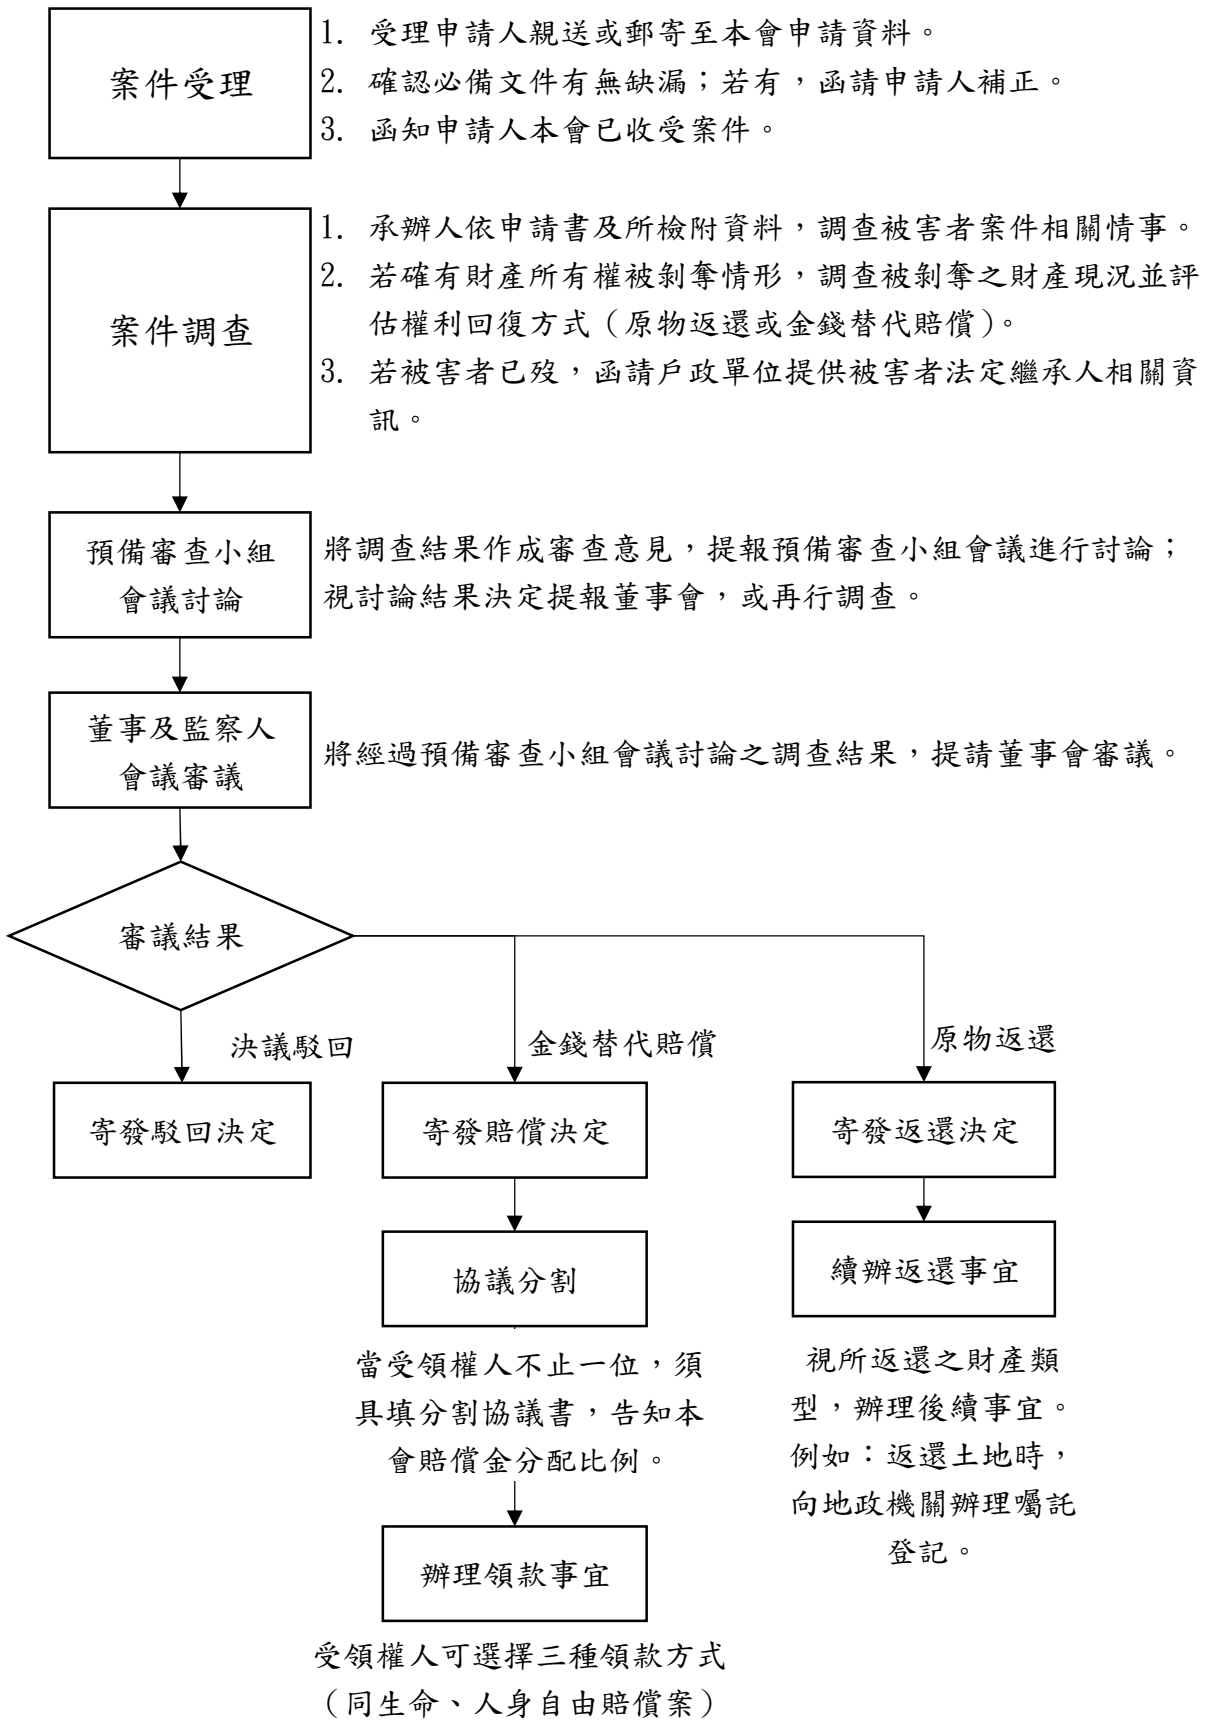 案件受理
1. 受理申請人親送或郵寄至本會申請資料。
2. 確認必備文件有無缺漏；若有，函請申請人補正。
3. 函知申請人本會已收受案件。
案件調查
1. 承辦人依申請書及所檢附資料，調查被害者案件相關情事。
2. 若確有財產所有權被剝奪情形，調查被剝奪之財產現況並評
估權利回復方式（原物返還或金錢替代賠償）。
3. 若被害者已歿，函請戶政單位提供被害者法定繼承人相關資
訊。
預備審查小組
會議討論
將調查結果作成審查意見，提報預備審查小組會議進行討論；
視討論結果決定提報董事會，或再行調查。
董事及監察人
會議審議
將經過預備審查小組會議討論之調查結果，提請董事會審議。
審議結果
決議駁回
金錢替代賠償
原物返還
寄發駁回決定
寄發賠償決定
寄發返還決定
協議分割
當受領權人不止一位，須
具填分割協議書，告知本
會賠償金分配比例。
辦理領款事宜
受領權人可選擇三種領款方式
（同生命、人身自由賠償案）
續辦返還事宜
視所返還之財產類
型，辦理後續事宜。
例如：返還土地時，
向地政機關辦理囑託
登記。